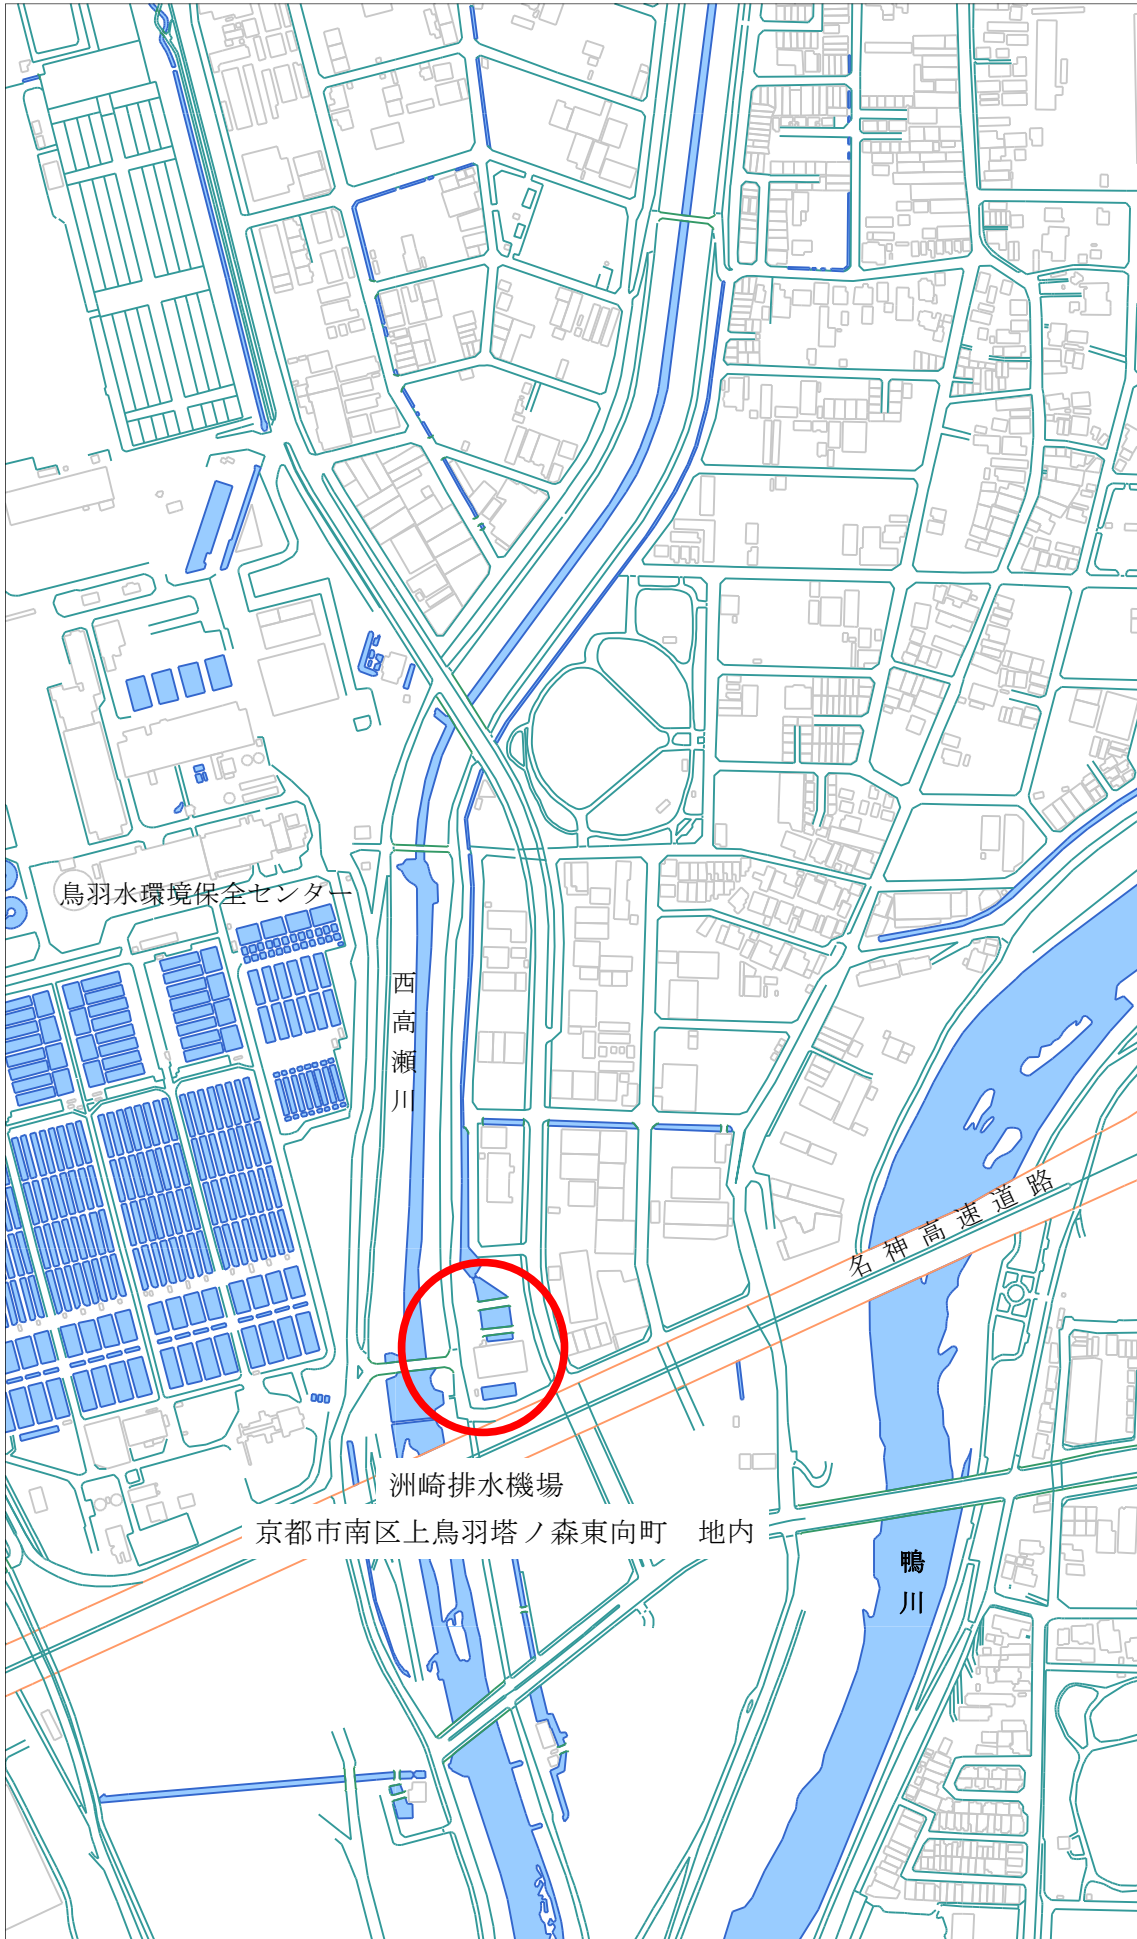 鳥羽水環境保全センター
西高瀬川
名神高速道路
洲崎排水機場
京都市南区上鳥羽塔ノ森東向町　地内
鴨川